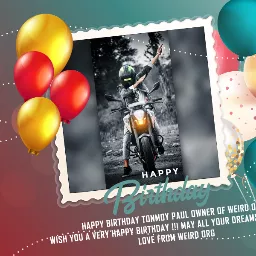 HAPPY
Birthday
HAPPY BIRTHDAY TONMOY PAUL OWNER OF WEIRD O
WISH YOU A VERY HAPPY BIRTHDAY !!! MAY ALL YOUR DREAMS
LOVE FROM WEIRD ORG